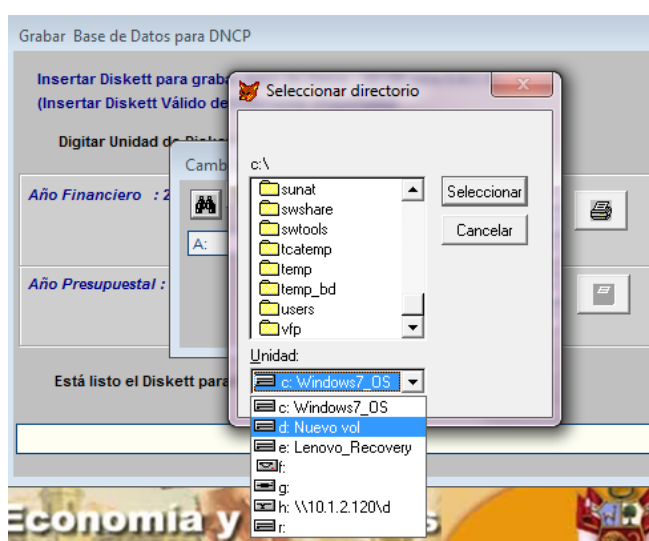 Grabar Base de Datos para DNCP
Insertar Diskett para graba
(Insertar Diskett Válido de
Digitar Unidad d
Año Financiero : 2
Año Presupuestal :
Está listo el Diskett para
Camb
A:
Seleccionar directorio
c:\
sunat
swshare
swtools
tcatemp
temp
temp_bd
users
vfp
Seleccionar
Cancelar
Unidad:
c: Windows7_OS
c: Windows7_OS
d: Nuevo vol
e: Lenovo_Recovery
f:
g:
h: \\10.1.2.120\d
r:
Economía y
s